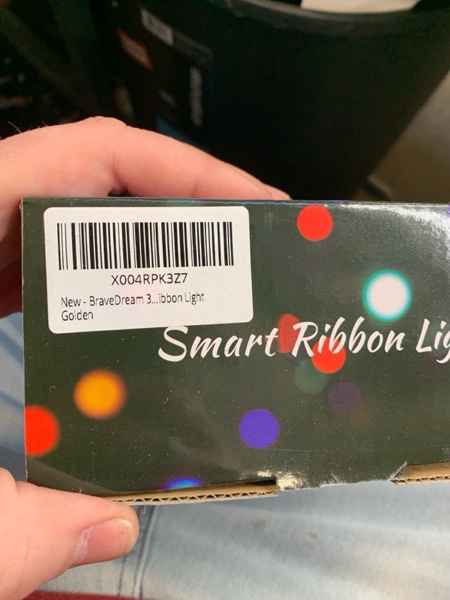 X004RPK3Z7
New - BraveDream 3...ibbon Light
Golden
Smart Ribbon Lig